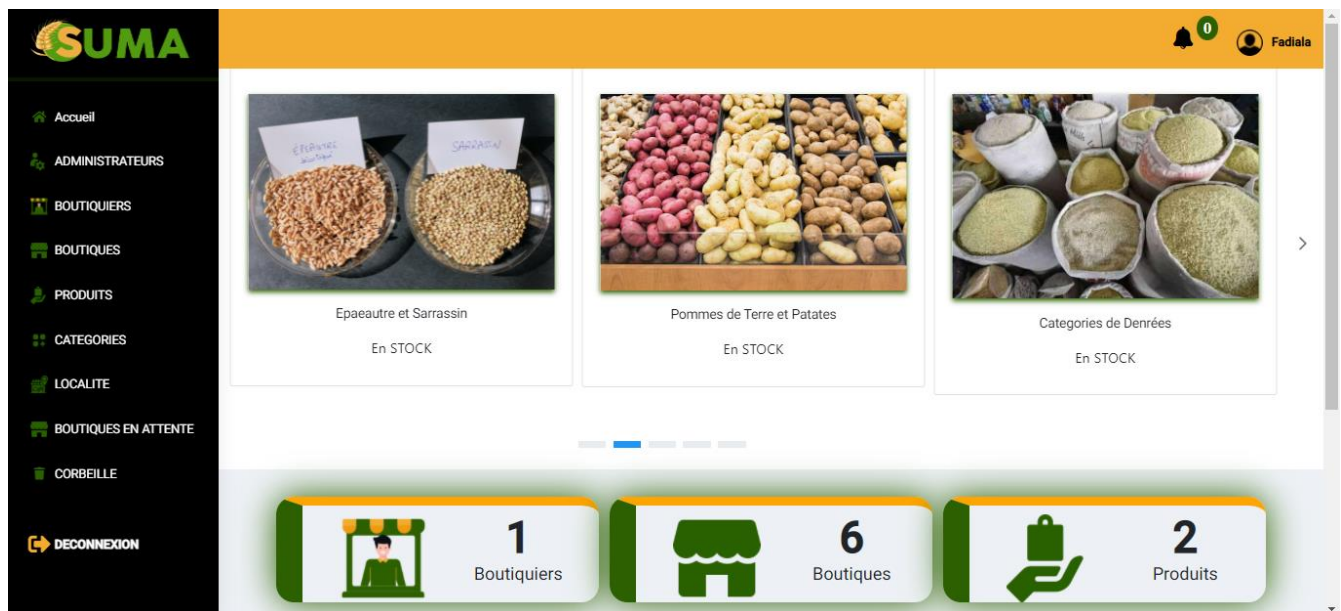 SUMA
0
Fadiala
Accueil
ADMINISTRATEURS
BOUTIQUIERS
BOUTIQUES
PRODUITS
CATEGORIES
LOCALITE
BOUTIQUES EN ATTENTE
CORBEILLE
DECONNEXION
SARRASIN
Epaeautre et Sarrassin
En STOCK
Pommes de Terre et Patates
En STOCK
Categories de Denrées
En STOCK
1
Boutiquiers
6
Boutiques
2
Produits